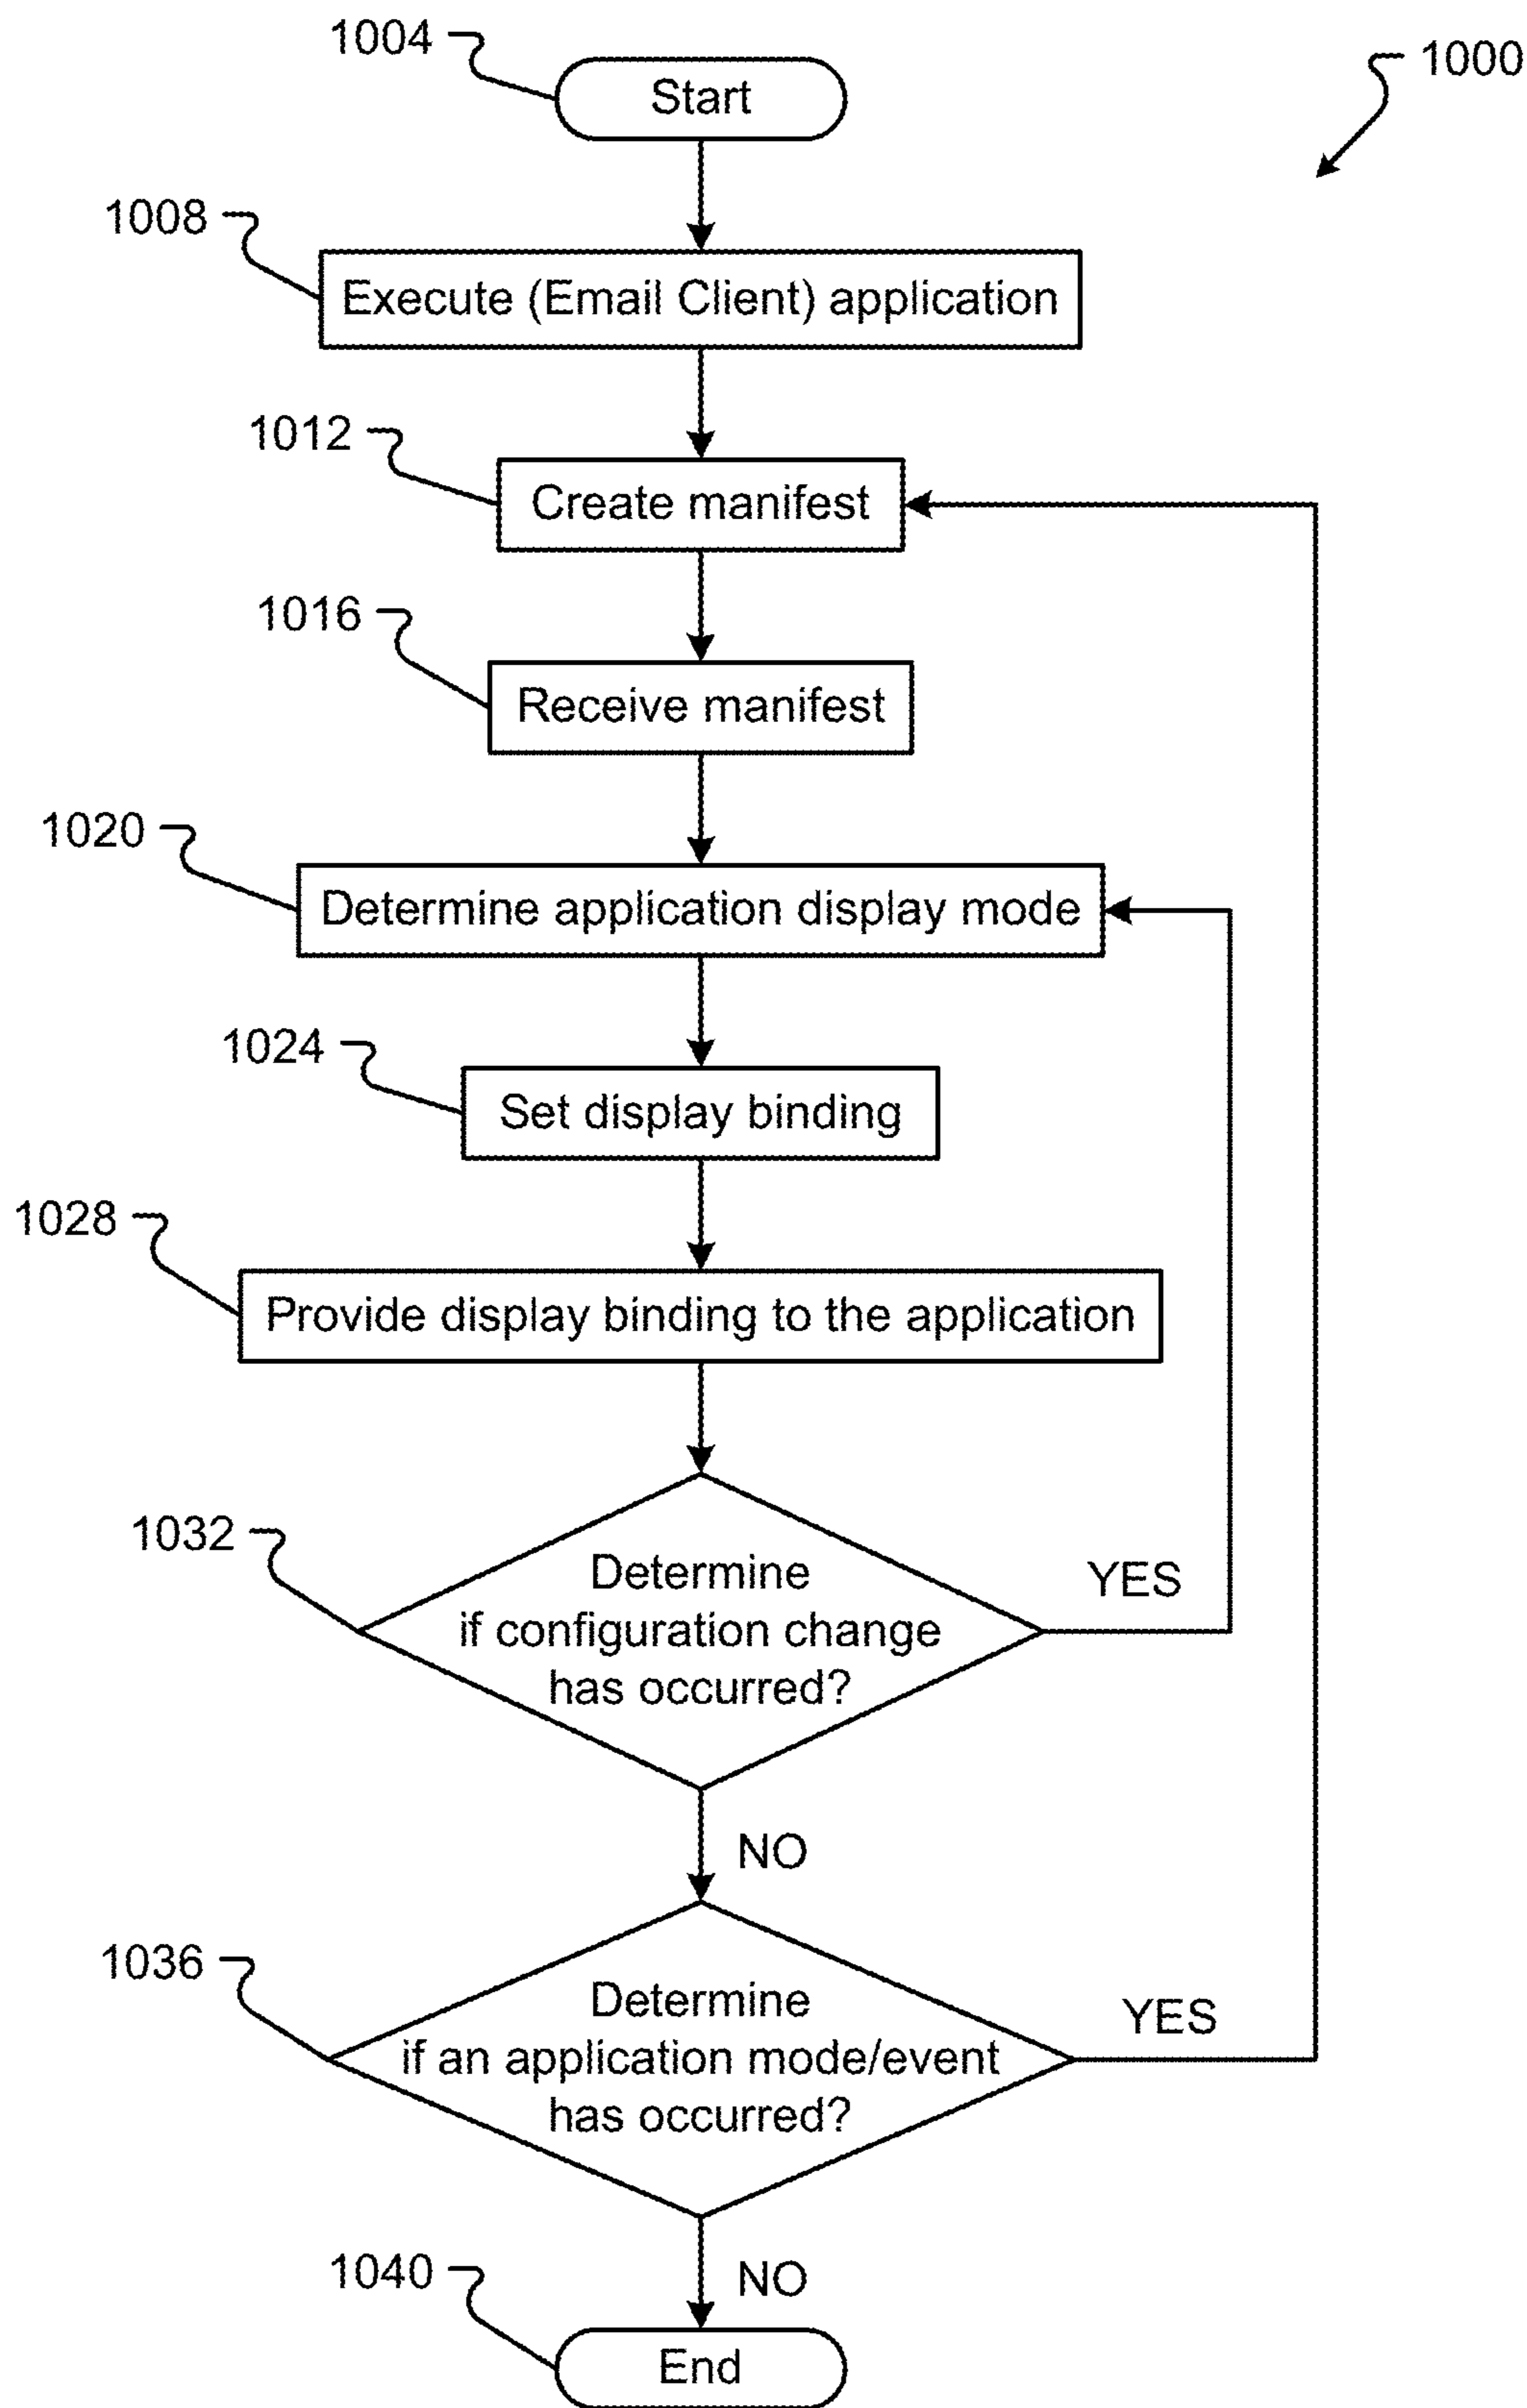 1004
1000
Start
1008
Execute (Email Client) application
1012
Create manifest
1016
Receive manifest
1020
Determine application display mode
1024
Set display binding
1028
Provide display binding to the application
1032
Determine
if configuration change
has occurred?
YES
NO
1036
Determine
if an application mode/event
has occurred?
YES
1040
NO
End